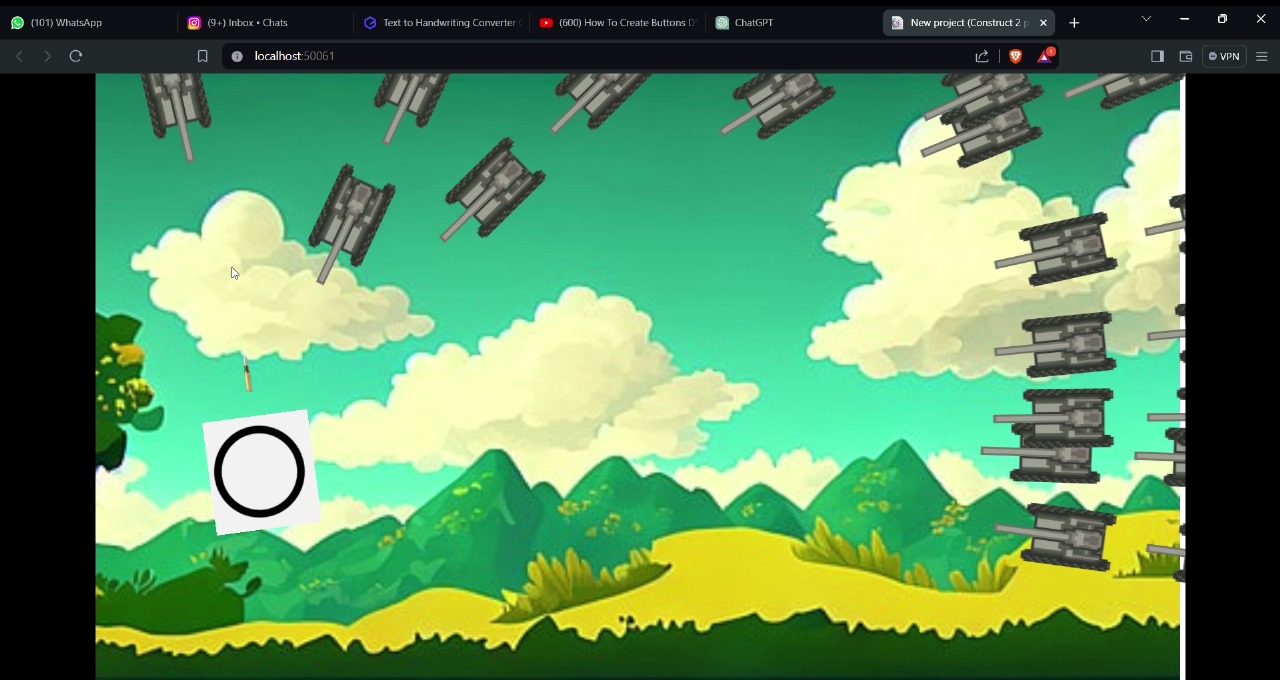 (101) WhatsApp
(9+) Inbox • Chats
Text to Handwriting Converter
(600) How To Create Buttons D
ChatGPT
New project (Construct 2 p
localhost:50061
1
VPN